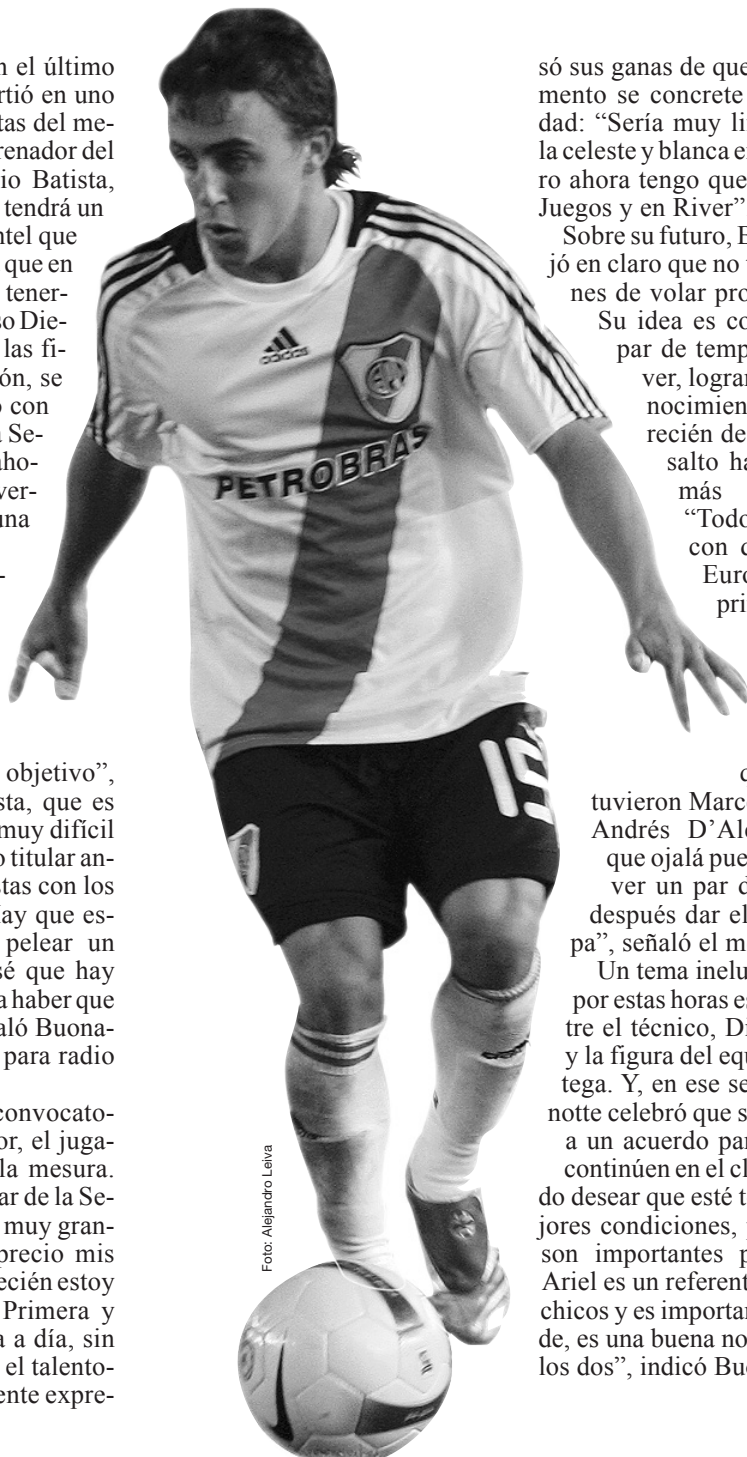 n el último
rtió en uno
tas del me-
renador del
io Batista,
tendrá un
ntel que
que en
tener-
so Die-
las fi-
ón, se
o con
a Se-
aho-
ver-
una
-
objetivo”,
sta, que es
muy difícil
o titular an-
stas con los
Hay que es-
pelear un
sé que hay
a haber que
aló Buona-
para radio
convocato-
or, el juga-
la mesura.
ar de la Se-
muy gran-
precio mis
recién estoy
Primera y
a a día, sin
el talento-
ente expre-
adidas
PETROBRAS
15
Foto: Alejandro Leiva
só sus ganas de que
mento se concrete
dad: “Sería muy li
la celeste y blanca e
ro ahora tengo que
Juegos y en River”
Sobre su futuro, B
jó en claro que no
nes de volar pro
Su idea es co
par de temp
ver, logran
nocimien
recién de
salto ha
más
“Todo
con c
Euro
pri
c
tuvieron Marc
Andrés D’Al
que ojalá pue
ver un par d
después dar el
pa”, señaló el m
Un tema inelu
por estas horas es
tre el técnico, Di
y la figura del equ
tega. Y, en ese se
notte celebró que s
a un acuerdo par
continúen en el cl
do desear que esté t
jores condiciones,
son importantes p
Ariel es un referent
chicos y es importan
de, es una buena no
los dos”, indicó Bu